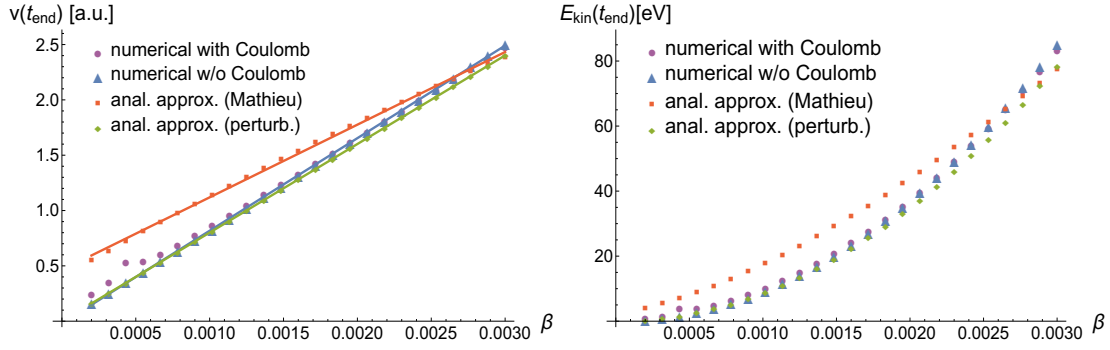 v(t_end) [a.u.]
2.5
2.0
1.5
1.0
0.5
numerical with Coulomb
numerical w/o Coulomb
anal. approx. (Mathieu)
anal. approx. (perturb.)
0.0005 0.0010 0.0015 0.0020 0.0025 0.0030 β
E_kin(t_end)[eV]
80
60
40
20
numerical with Coulomb
numerical w/o Coulomb
anal. approx. (Mathieu)
anal. approx. (perturb.)
0.0005 0.0010 0.0015 0.0020 0.0025 0.0030 β